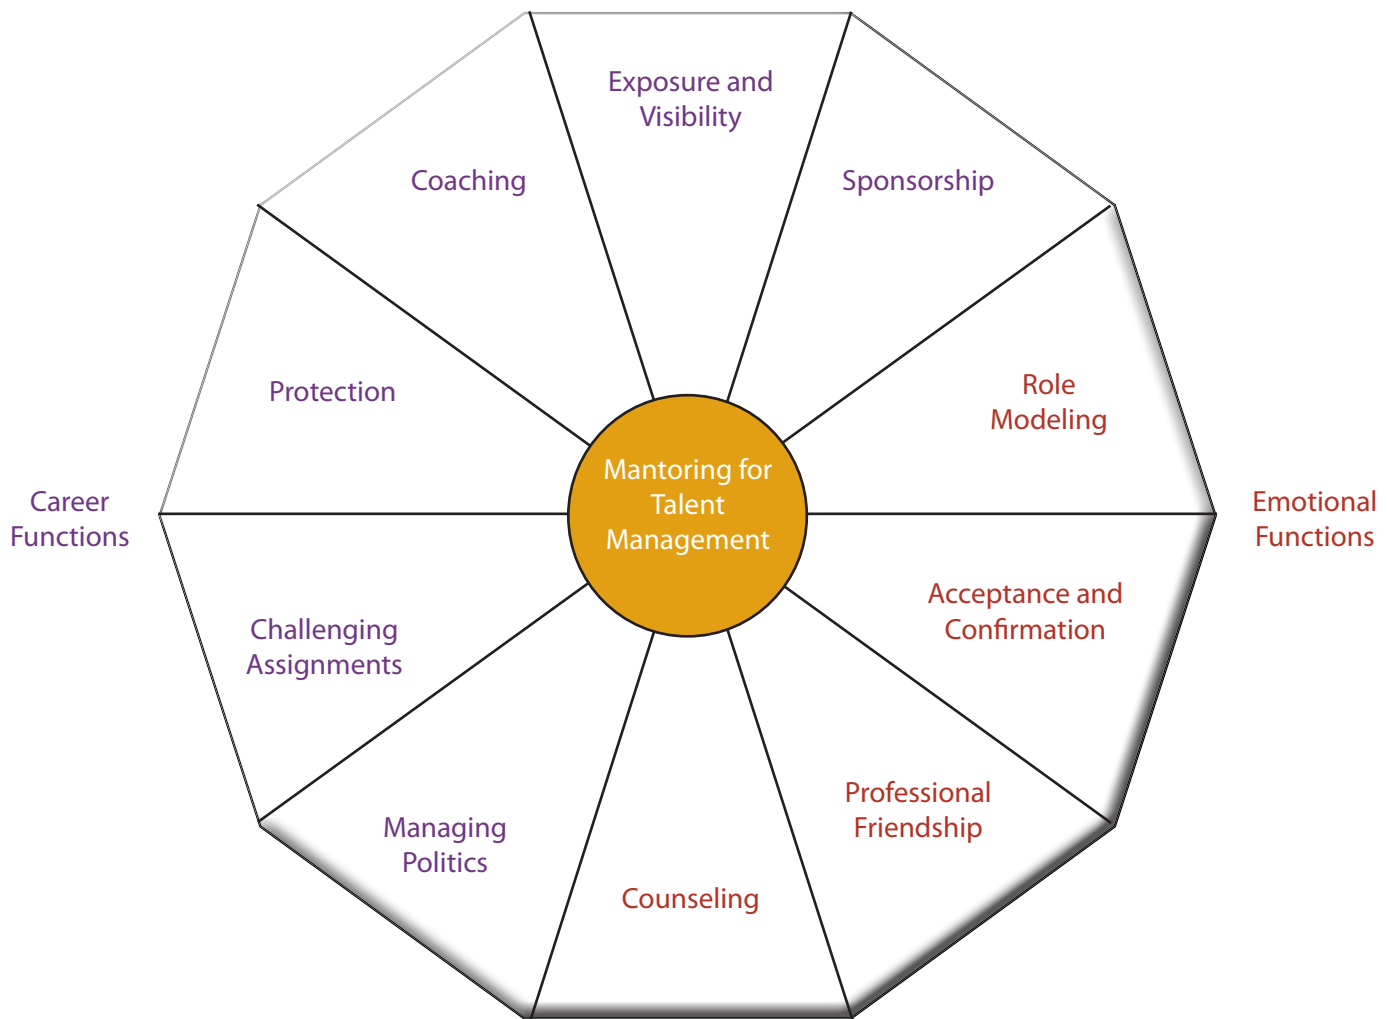 Exposure and
Visibility
Coaching
Sponsorship
Protection
Role
Modeling
Mantoring for
Talent
Management
Career
Functions
Emotional
Functions
Challenging
Assignments
Acceptance and
Confirmation
Managing
Politics
Professional
Friendship
Counseling